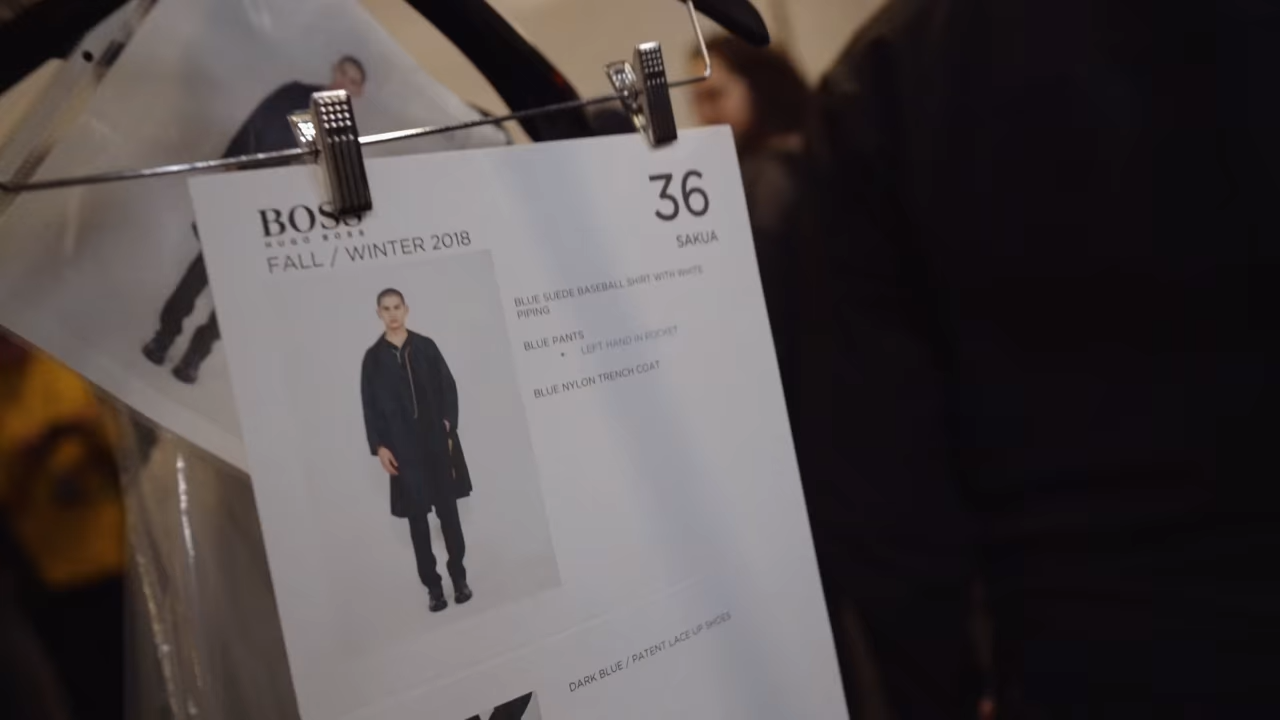 BOSS
HUGO BOSS
FALL / WINTER 2018
36
SAKUA
BLUE SUEDE BASEBALL SHIRT WITH WHITE
PIPING
BLUE PANTS
• LEFT HAND IN POCKET
BLUE NYLON TRENCH COAT
DARK BLUE / PATENT LACE UP SHOES